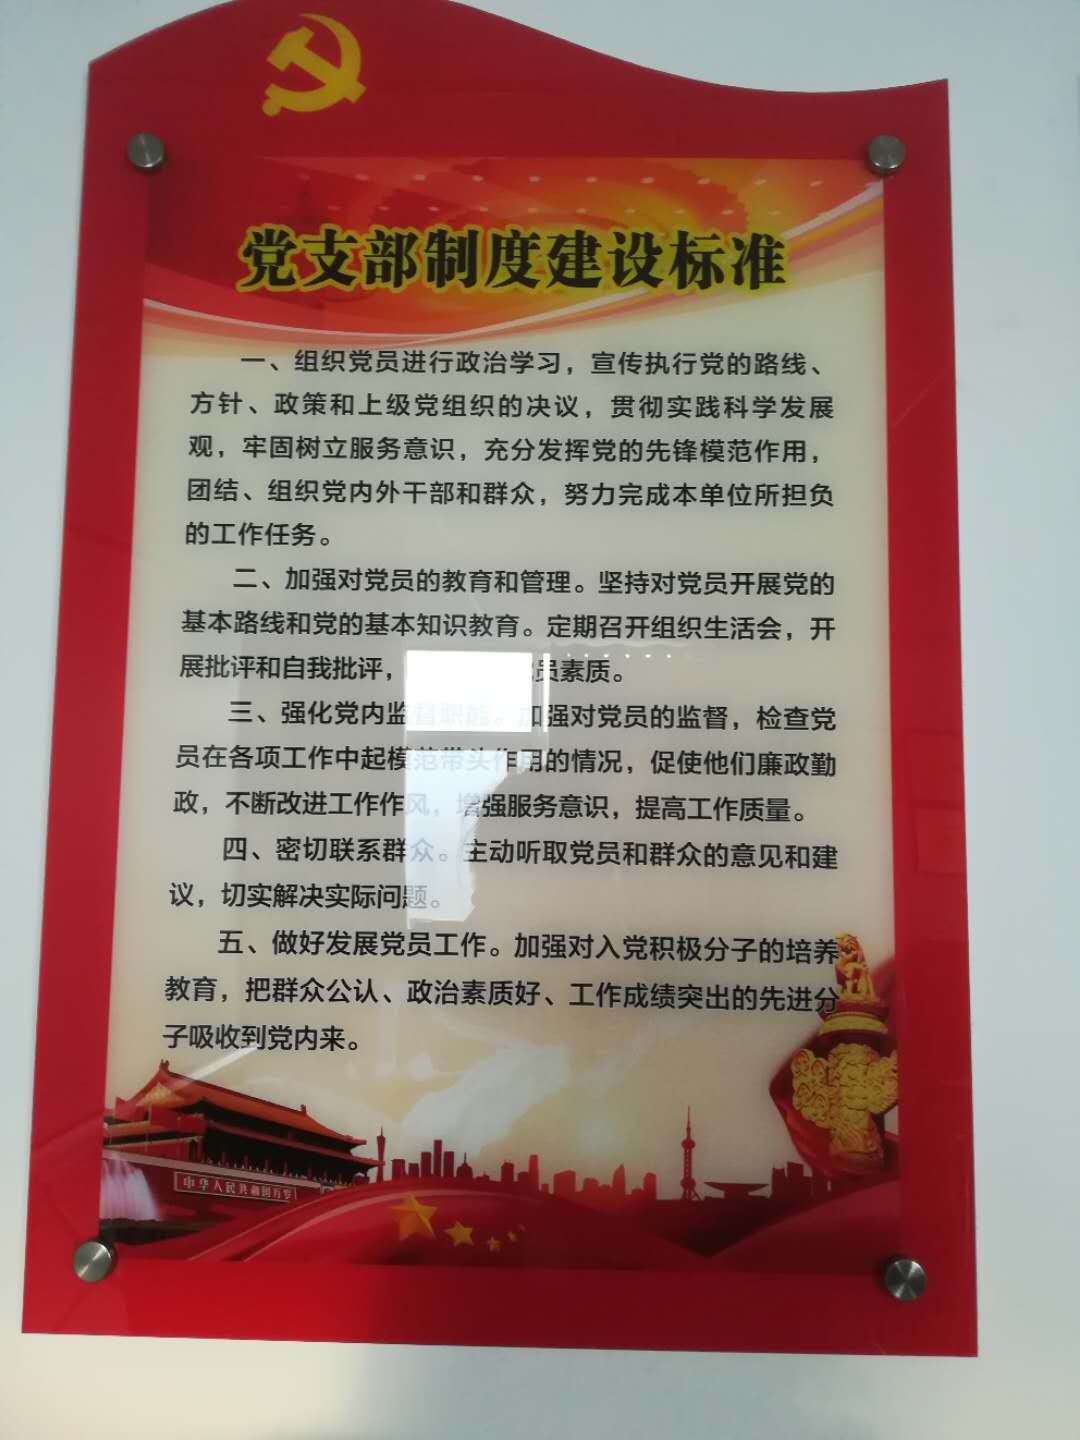 党支部制度建设标准
一、组织党员进行政治学习，宣传执行党的路线、
方针、政策和上级党组织的决议，贯彻实践科学发展
观，牢固树立服务意识，充分发挥党的先锋模范作用，
团结、组织党内外干部和群众，努力完成本单位所担负
的工作任务。
二、加强对党员的教育和管理。坚持对党员开展党的
基本路线和党的基本知识教育。定期召开组织生活会，开
展批评和自我批评，员素质。
三、强化党内监督职能。加强对党员的监督，检查党
员在各项工作中起模范带头作用的情况，促使他们廉政勤
政，不断改进工作作风，增强服务意识，提高工作质量。
四、密切联系群众。主动听取党员和群众的意见和建
议，切实解决实际问题。
五、做好发展党员工作。加强对入党积极分子的培养
教育，把群众公认、政治素质好、工作成绩突出的先进分
子吸收到党内来。
中华人民共和国万岁